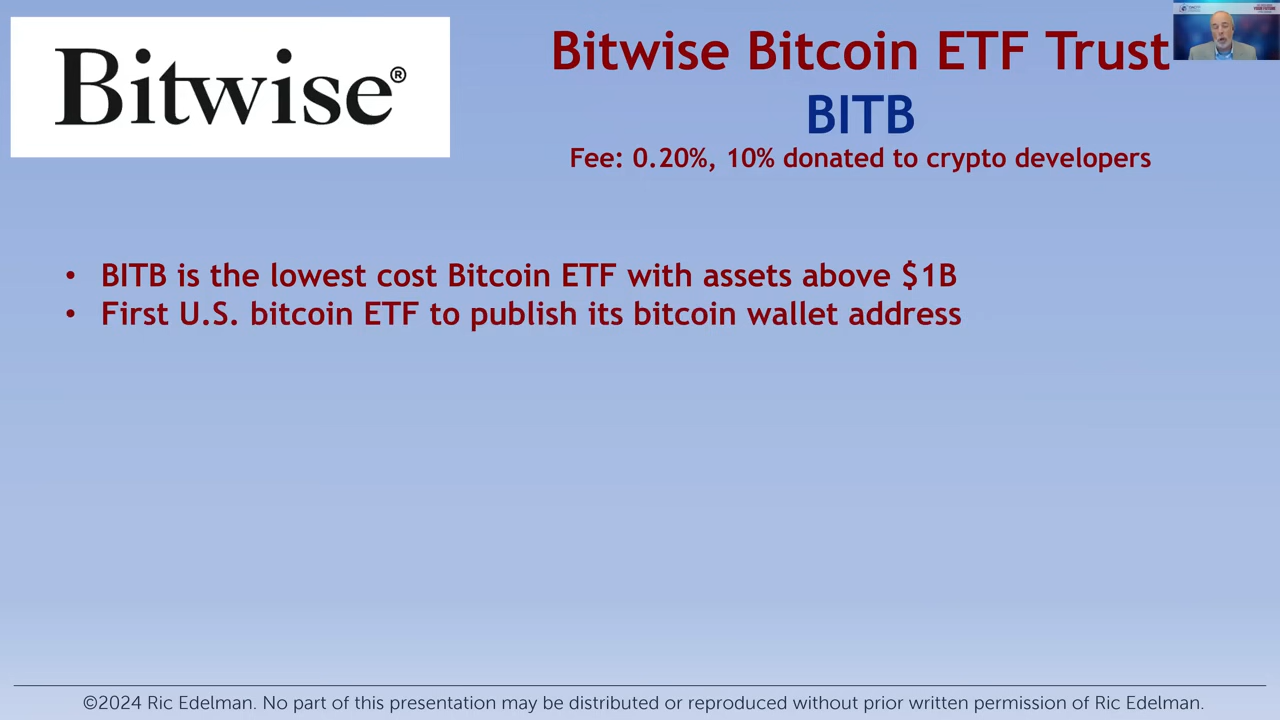 Bitwise®
Bitwise Bitcoin ETF Trust
BITB
Fee: 0.20%, 10% donated to crypto developers
• BITB is the lowest cost Bitcoin ETF with assets above $1B
• First U.S. bitcoin ETF to publish its bitcoin wallet address
©2024 Ric Edelman. No part of this presentation may be distributed or reproduced without prior written permission of Ric Edelman.